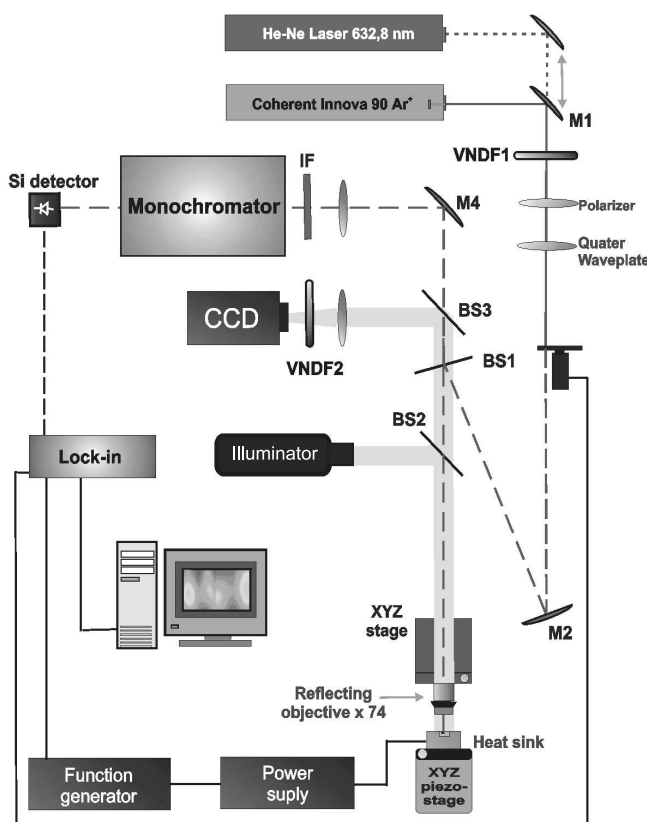 He-Ne Laser 632,8 nm
Coherent Innova 90 Ar+
M1
VNDF1
IF
Si detector
Monochromator
M4
Polarizer
Quater
Waveplate
CCD
VNDF2
BS3
BS1
BS2
Illuminator
Lock-in
XYZ
stage
M2
Reflecting
objective x 74
Heat sink
Function
generator
Power
suply
XYZ
piezo-
stage